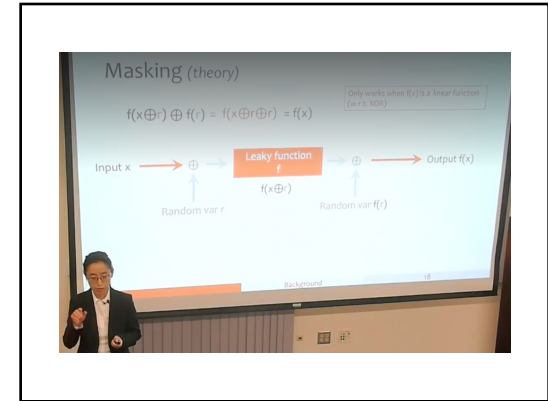 Masking (theory)
Only works when f(x) is a linear function
(w.r.t. XOR)
f(x⊕r) ⊕ f(r) = f(x⊕r⊕r) = f(x)
Input x
⊕
Leaky function
f
⊕
Output f(x)
f(x⊕r)
Random var r
Random var f(r)
Background
18